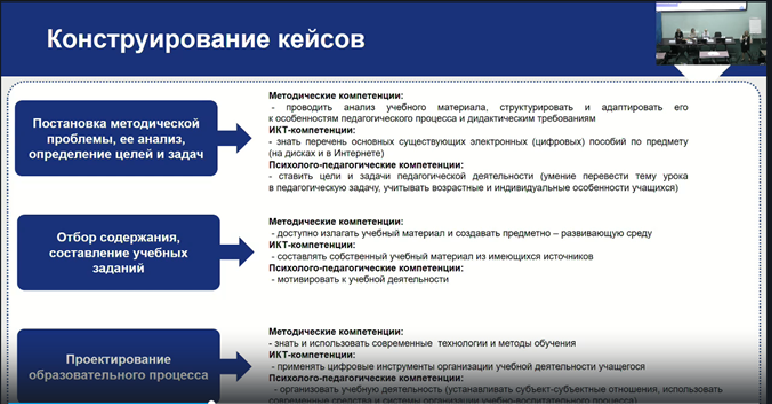 Конструирование кейсов
Постановка методической
проблемы, ее анализ,
определение целей и задач
Методические компетенции:
- проводить анализ учебного материала, структурировать и адаптировать его
к особенностям педагогического процесса и дидактическим требованиям
ИКТ-компетенции:
- знать перечень основных существующих электронных (цифровых) пособий по предмету
(на дисках и в Интернете)
Психолого-педагогические компетенции:
- ставить цели и задачи педагогической деятельности (умение перевести тему урока
в педагогическую задачу, учитывать возрастные и индивидуальные особенности учащихся)
Отбор содержания,
составление учебных
заданий
Методические компетенции:
- доступно излагать учебный материал и создавать предметно – развивающую среду
ИКТ-компетенции:
- составлять собственный учебный материал из имеющихся источников
Психолого-педагогические компетенции:
- мотивировать к учебной деятельности
Проектирование
образовательного процесса
Методические компетенции:
- знать и использовать современные технологии и методы обучения
ИКТ-компетенции:
- применять цифровые инструменты организации учебной деятельности учащегося
Психолого-педагогические компетенции:
- организовывать учебную деятельность (устанавливать субъект-субъектные отношения, использовать
современные средства и системы организации учебно-воспитательного процесса)